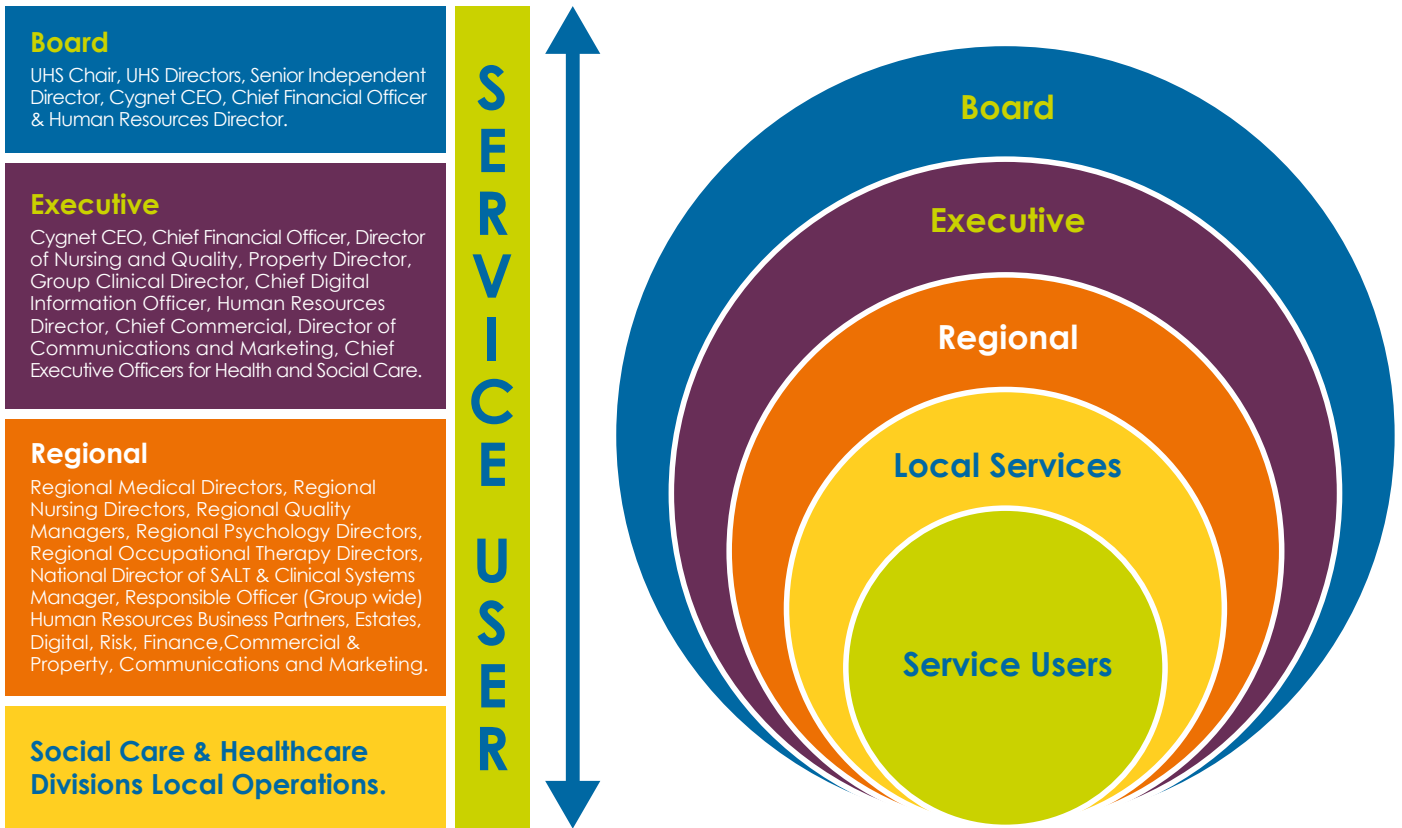 Board
UHS Chair, UHS Directors, Senior Independent
Director, Cygnet CEO, Chief Financial Officer
& Human Resources Director.
Executive
Cygnet CEO, Chief Financial Officer, Director
of Nursing and Quality, Property Director,
Group Clinical Director, Chief Digital
Information Officer, Human Resources
Director, Chief Commercial, Director of
Communications and Marketing, Chief
Executive Officers for Health and Social Care.
Regional
Regional Medical Directors, Regional
Nursing Directors, Regional Quality
Managers, Regional Psychology Directors,
Regional Occupational Therapy Directors,
National Director of SALT & Clinical Systems
Manager, Responsible Officer (Group wide)
Human Resources Business Partners, Estates,
Digital, Risk, Finance,Commercial &
Property, Communications and Marketing.
Social Care & Healthcare
Divisions Local Operations.
SERVICE USER
Board
Executive
Regional
Local Services
Service Users